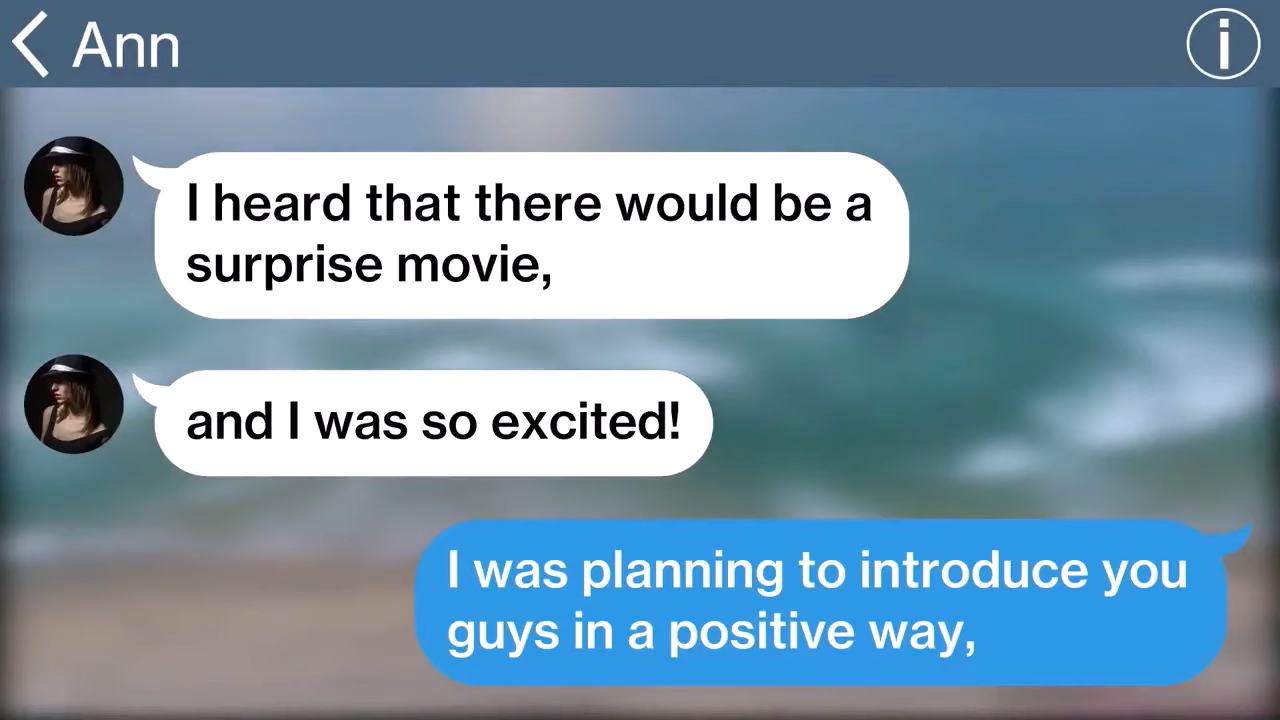 Ann
I heard that there would be a
surprise movie,
and I was so excited!
I was planning to introduce you
guys in a positive way,